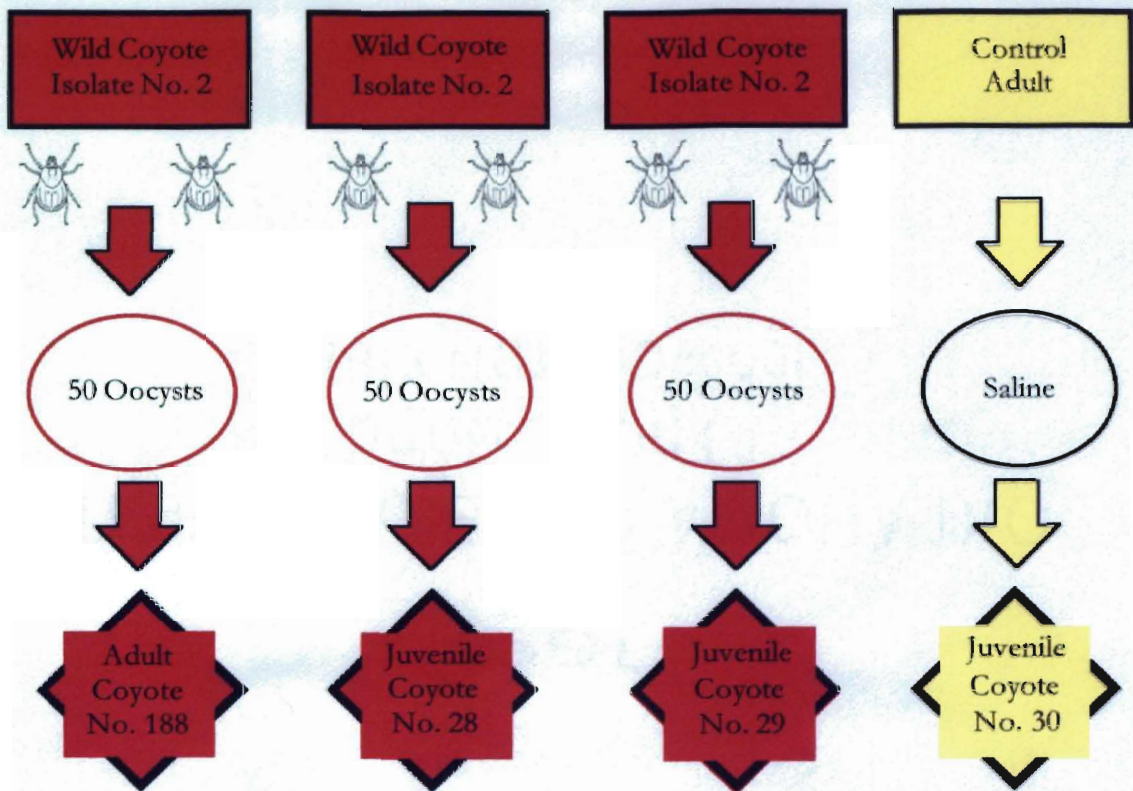 Wild Coyote
Isolate No. 2
Wild Coyote
Isolate No. 2
Wild Coyote
Isolate No. 2
Control
Adult
50 Oocysts
50 Oocysts
50 Oocysts
Saline
Adult
Coyote
No. 188
Juvenile
Coyote
No. 28
Juvenile
Coyote
No. 29
Juvenile
Coyote
No. 30